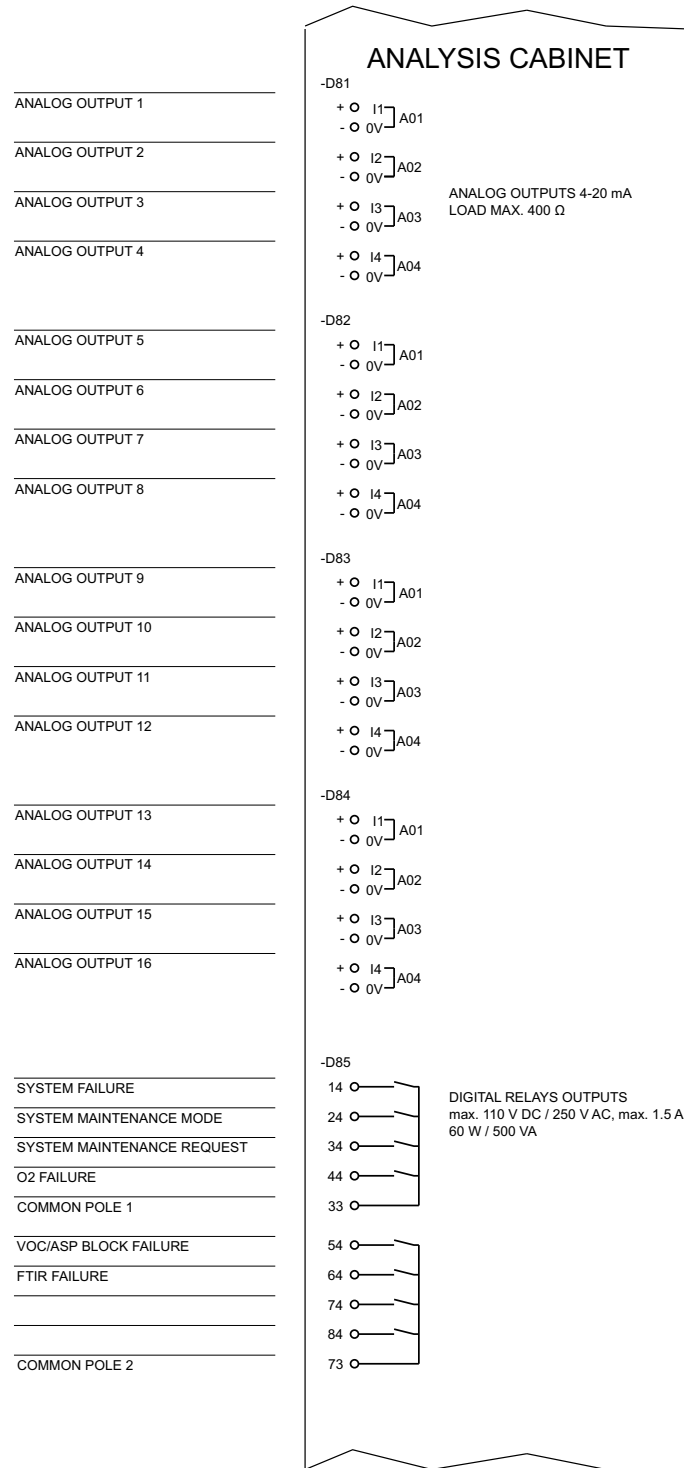 ANALYSIS CABINET
-D81
ANALOG OUTPUT 1
+ I1
- 0V A01
ANALOG OUTPUT 2
+ I2
- 0V A02
ANALOG OUTPUT 3
+ I3
- 0V A03
ANALOG OUTPUTS 4-20 mA
LOAD MAX. 400 Ω
ANALOG OUTPUT 4
+ I4
- 0V A04
-D82
ANALOG OUTPUT 5
+ I1
- 0V A01
ANALOG OUTPUT 6
+ I2
- 0V A02
ANALOG OUTPUT 7
+ I3
- 0V A03
ANALOG OUTPUT 8
+ I4
- 0V A04
-D83
ANALOG OUTPUT 9
+ I1
- 0V A01
ANALOG OUTPUT 10
+ I2
- 0V A02
ANALOG OUTPUT 11
+ I3
- 0V A03
ANALOG OUTPUT 12
+ I4
- 0V A04
-D84
ANALOG OUTPUT 13
+ I1
- 0V A01
ANALOG OUTPUT 14
+ I2
- 0V A02
ANALOG OUTPUT 15
+ I3
- 0V A03
ANALOG OUTPUT 16
+ I4
- 0V A04
-D85
SYSTEM FAILURE 14
SYSTEM MAINTENANCE MODE 24
SYSTEM MAINTENANCE REQUEST 34
O2 FAILURE 44
COMMON POLE 1 33
DIGITAL RELAYS OUTPUTS
max. 110 V DC / 250 V AC, max. 1.5 A
60 W / 500 VA
VOC/ASP BLOCK FAILURE 54
FTIR FAILURE 64
74
84
COMMON POLE 2 73